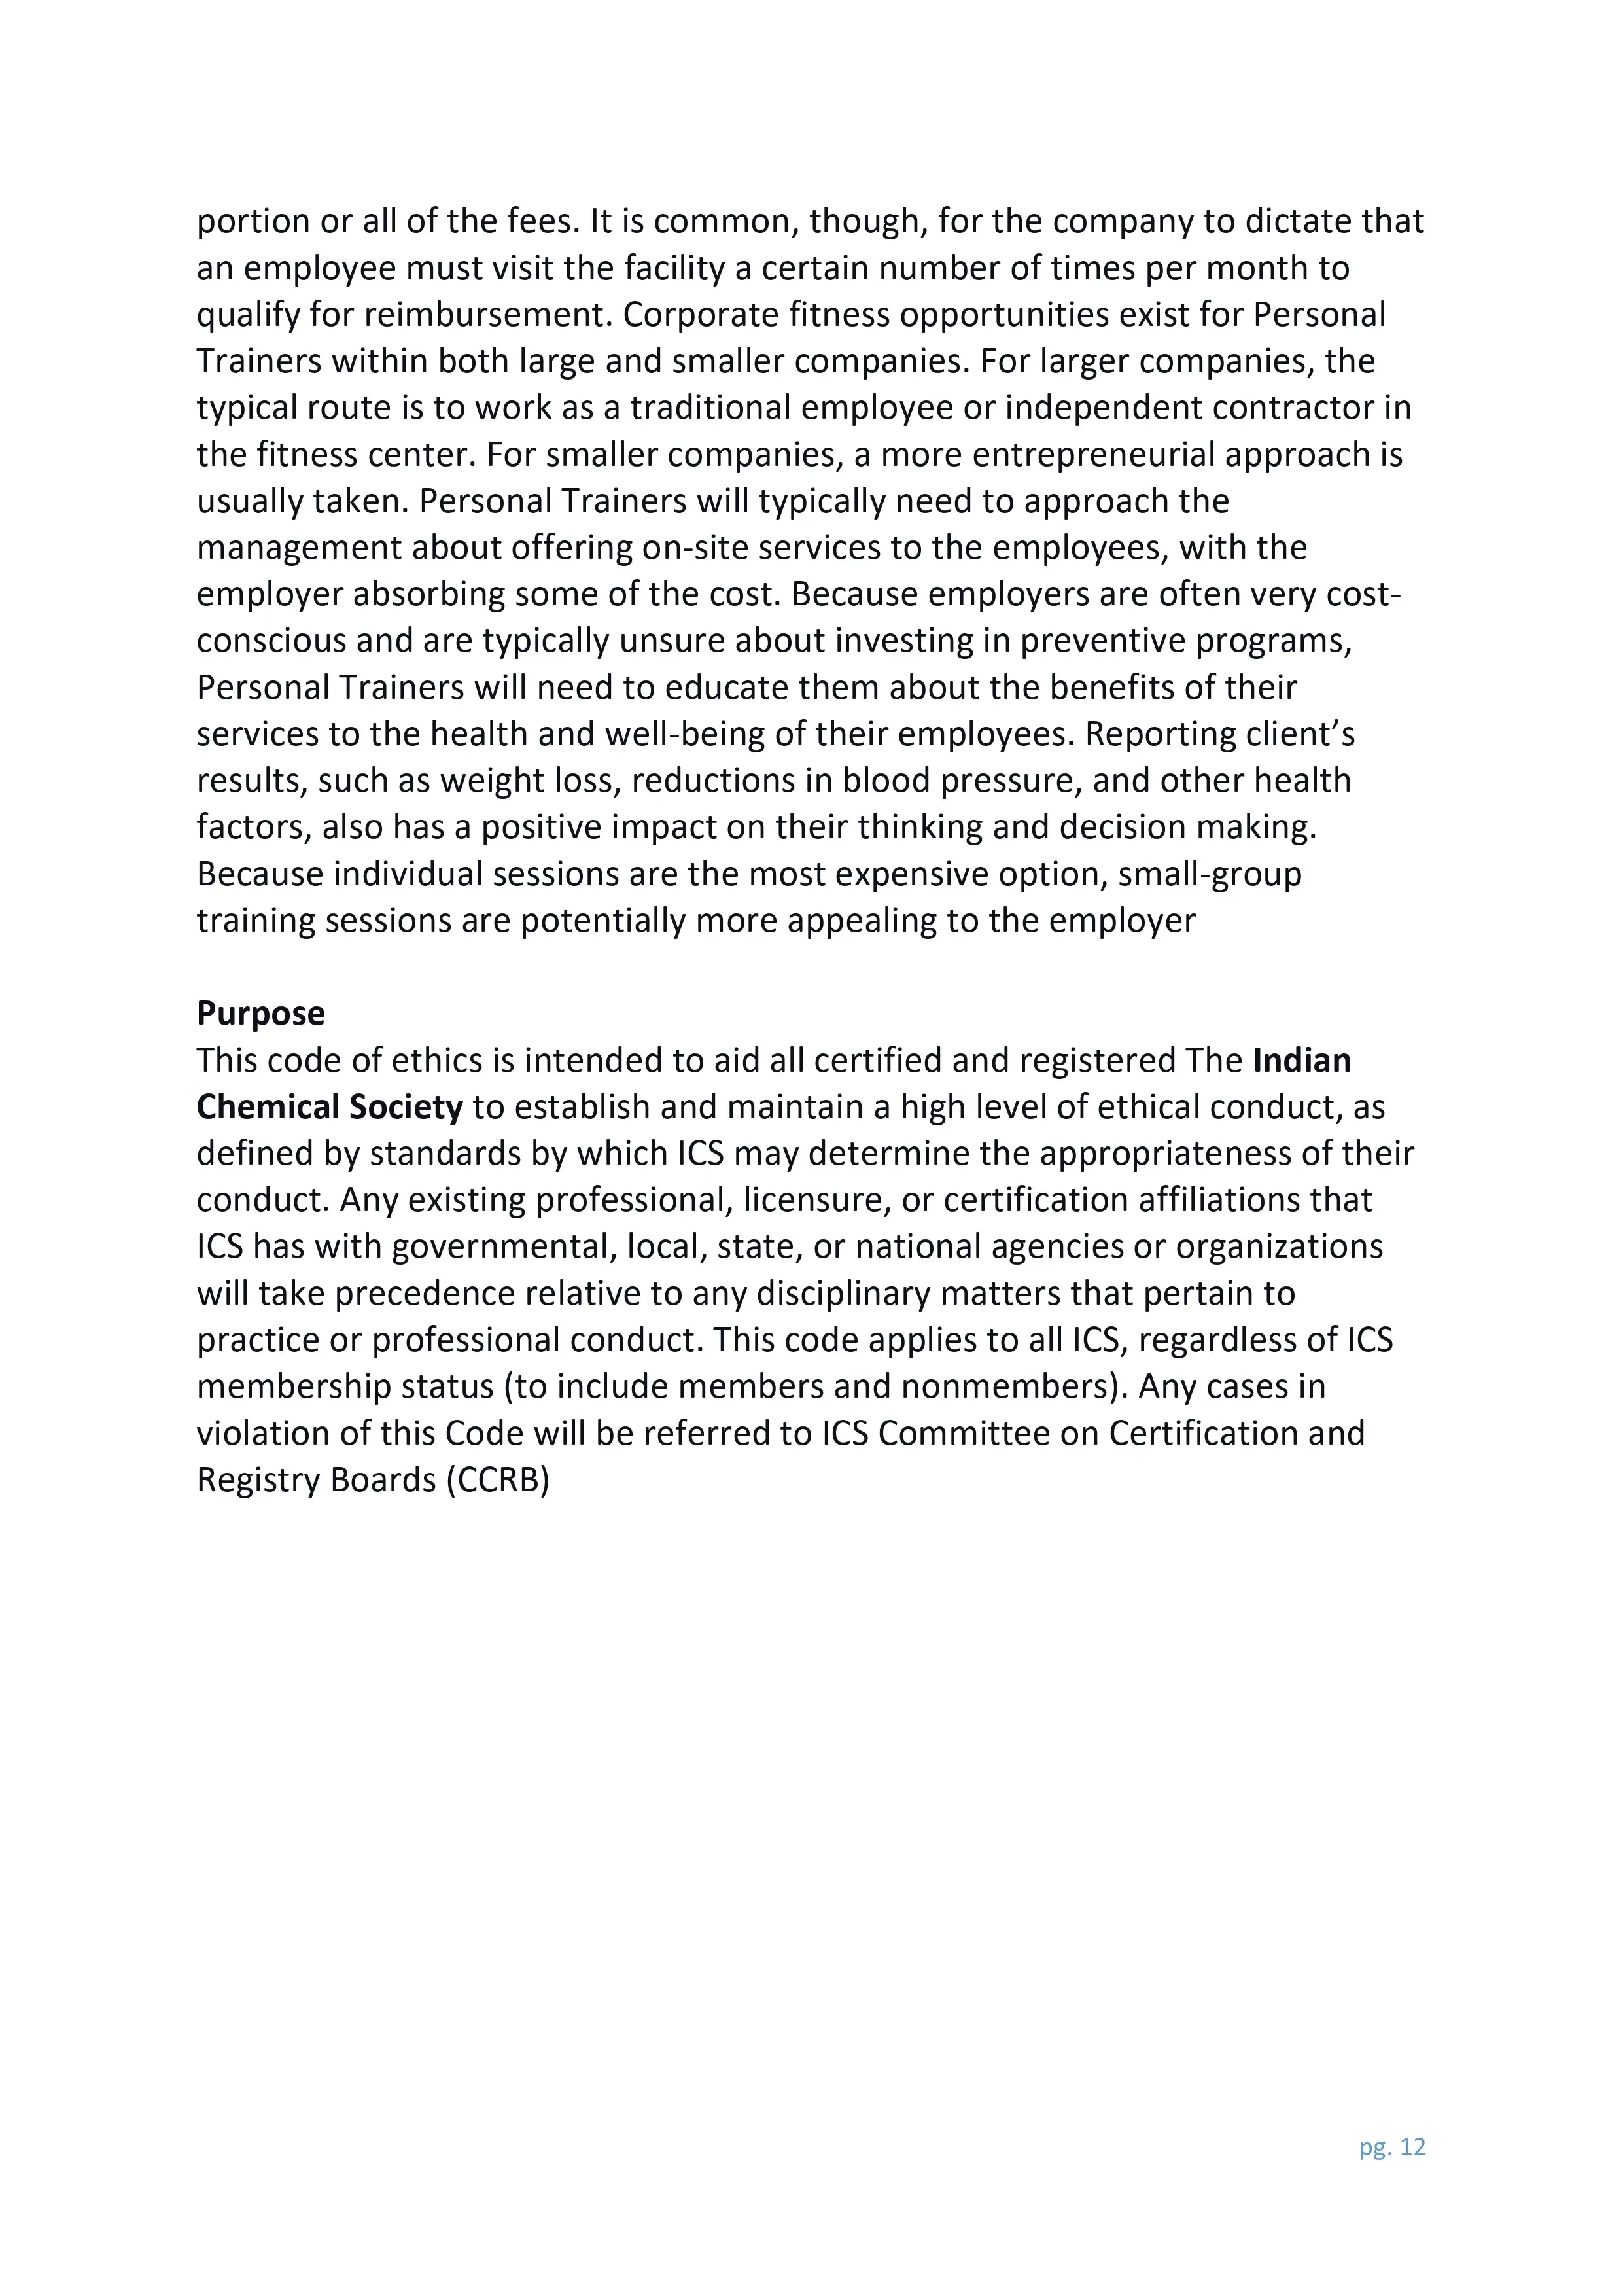 portion or all of the fees. It is common, though, for the company to dictate that
an employee must visit the facility a certain number of times per month to
qualify for reimbursement. Corporate fitness opportunities exist for Personal
Trainers within both large and smaller companies. For larger companies, the
typical route is to work as a traditional employee or independent contractor in
the fitness center. For smaller companies, a more entrepreneurial approach is
usually taken. Personal Trainers will typically need to approach the
management about offering on-site services to the employees, with the
employer absorbing some of the cost. Because employers are often very cost-
conscious and are typically unsure about investing in preventive programs,
Personal Trainers will need to educate them about the benefits of their
services to the health and well-being of their employees. Reporting client’s
results, such as weight loss, reductions in blood pressure, and other health
factors, also has a positive impact on their thinking and decision making.
Because individual sessions are the most expensive option, small-group
training sessions are potentially more appealing to the employer
Purpose
This code of ethics is intended to aid all certified and registered The Indian
Chemical Society to establish and maintain a high level of ethical conduct, as
defined by standards by which ICS may determine the appropriateness of their
conduct. Any existing professional, licensure, or certification affiliations that
ICS has with governmental, local, state, or national agencies or organizations
will take precedence relative to any disciplinary matters that pertain to
practice or professional conduct. This code applies to all ICS, regardless of ICS
membership status (to include members and nonmembers). Any cases in
violation of this Code will be referred to ICS Committee on Certification and
Registry Boards (CCRB)
pg. 12